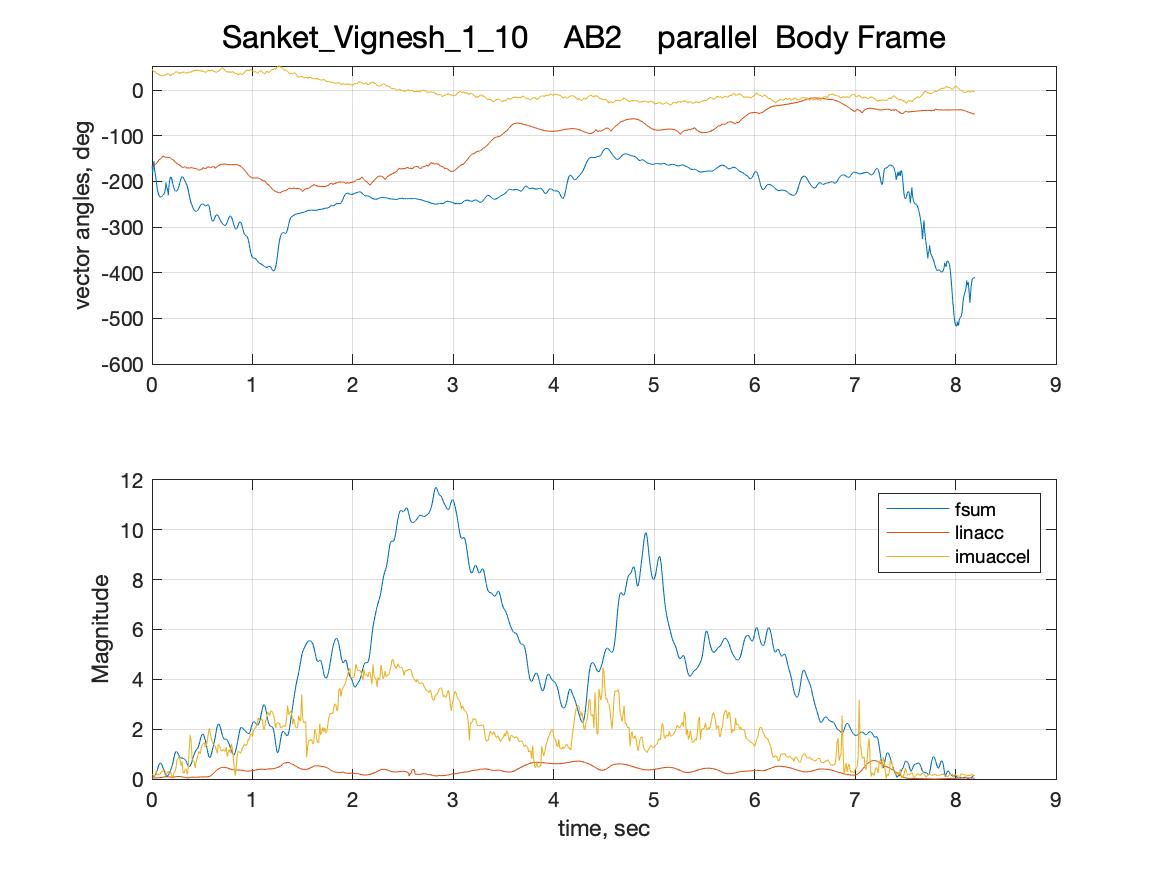 Sanket_Vignesh_1_10 AB2 parallel Body Frame
vector angles, deg
0
-100
-200
-300
-400
-500
-600
0 1 2 3 4 5 6 7 8 9
Magnitude
12
10
8
6
4
2
0
fsum
linacc
imuaccel
0 1 2 3 4 5 6 7 8 9
time, sec